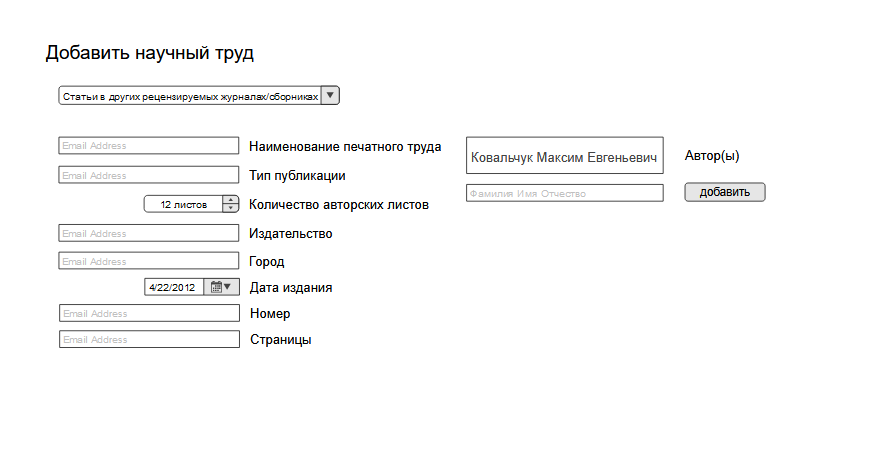 Добавить научный труд
Статьи в других рецензируемых журналах/сборниках
Email Address Наименование печатного труда
Ковальчук Максим Евгеньевич Автор(ы)
Email Address Тип публикации
Фамилия Имя Отчество добавить
12 листов Количество авторских листов
Email Address Издательство
Email Address Город
4/22/2012 Дата издания
Email Address Номер
Email Address Страницы